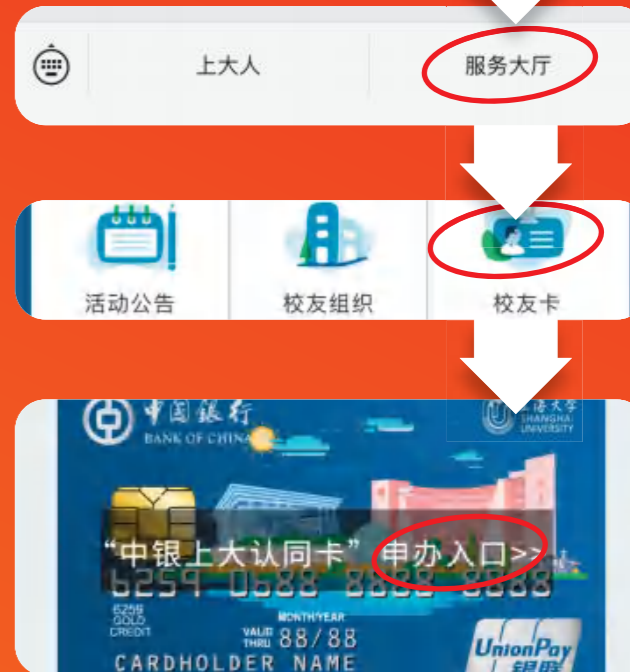 上大人
服务大厅
活动公告
校友组织
校友卡
中国銀行
BANK OF CHINA
上海大学
SHANGHAI
UNIVERSITY
“中银上大认同卡” 申办入口>>
6259 0688 8888 8888
6259
GOLD
CREDIT
MONTH/YEAR
VALID THRU 88/88
CARDHOLDER NAME
UnionPay
银联